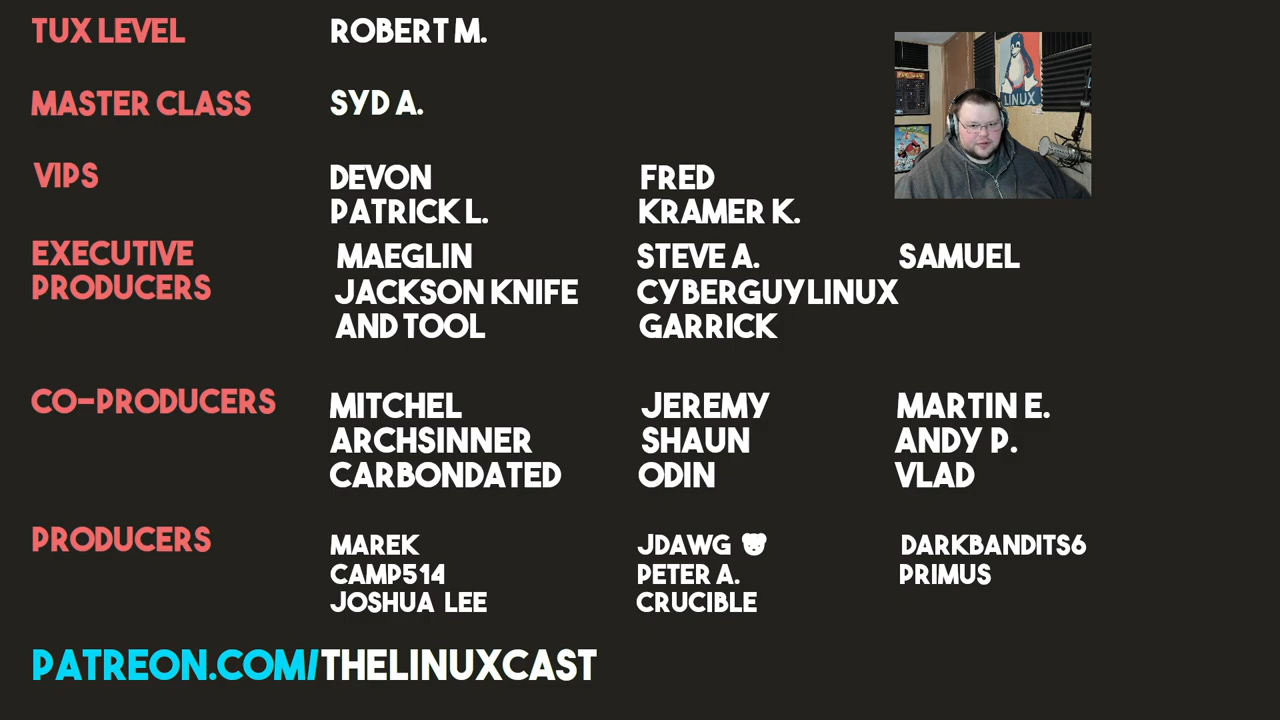 TUX LEVEL ROBERT M.
LINUX
MASTER CLASS SYD A.
VIPS DEVON FRED
PATRICK L. KRAMER K.
EXECUTIVE MAEGLIN STEVE A. SAMUEL
PRODUCERS JACKSON KNIFE CYBERGUYLINUX
AND TOOL GARRICK
CO-PRODUCERS MITCHEL JEREMY MARTIN E.
ARCHSINNER SHAUN ANDY P.
CARBONDATED ODIN VLAD
PRODUCERS MAREK JDAWG 🐻 DARKBANDITS6
CAMP514 PETER A. PRIMUS
JOSHUA LEE CRUCIBLE
PATREON.COM/THELINUXCAST